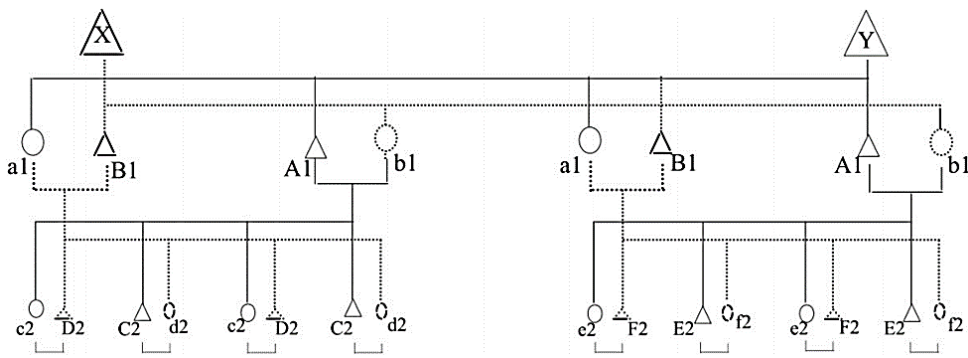 X Y
a1 B1 A1 b1 a1 B1 A1 b1
c2 D2 C2 d2 c2 D2 C2 d2 e2 F2 E2 f2 e2 F2 E2 f2